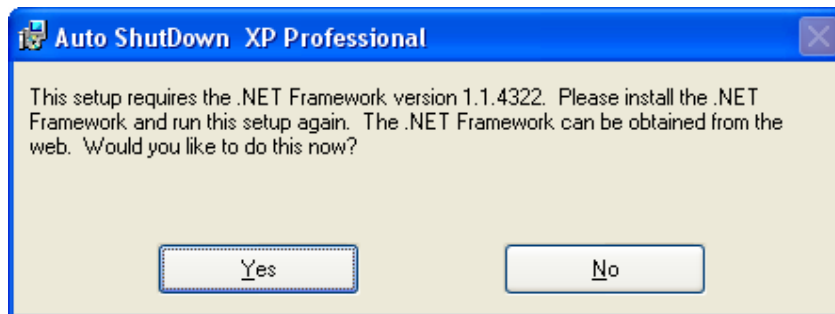 Auto ShutDown  XP Professional
This setup requires the .NET Framework version 1.1.4322.  Please install the .NET
Framework and run this setup again.  The .NET Framework can be obtained from the
web.  Would you like to do this now?
Yes
No